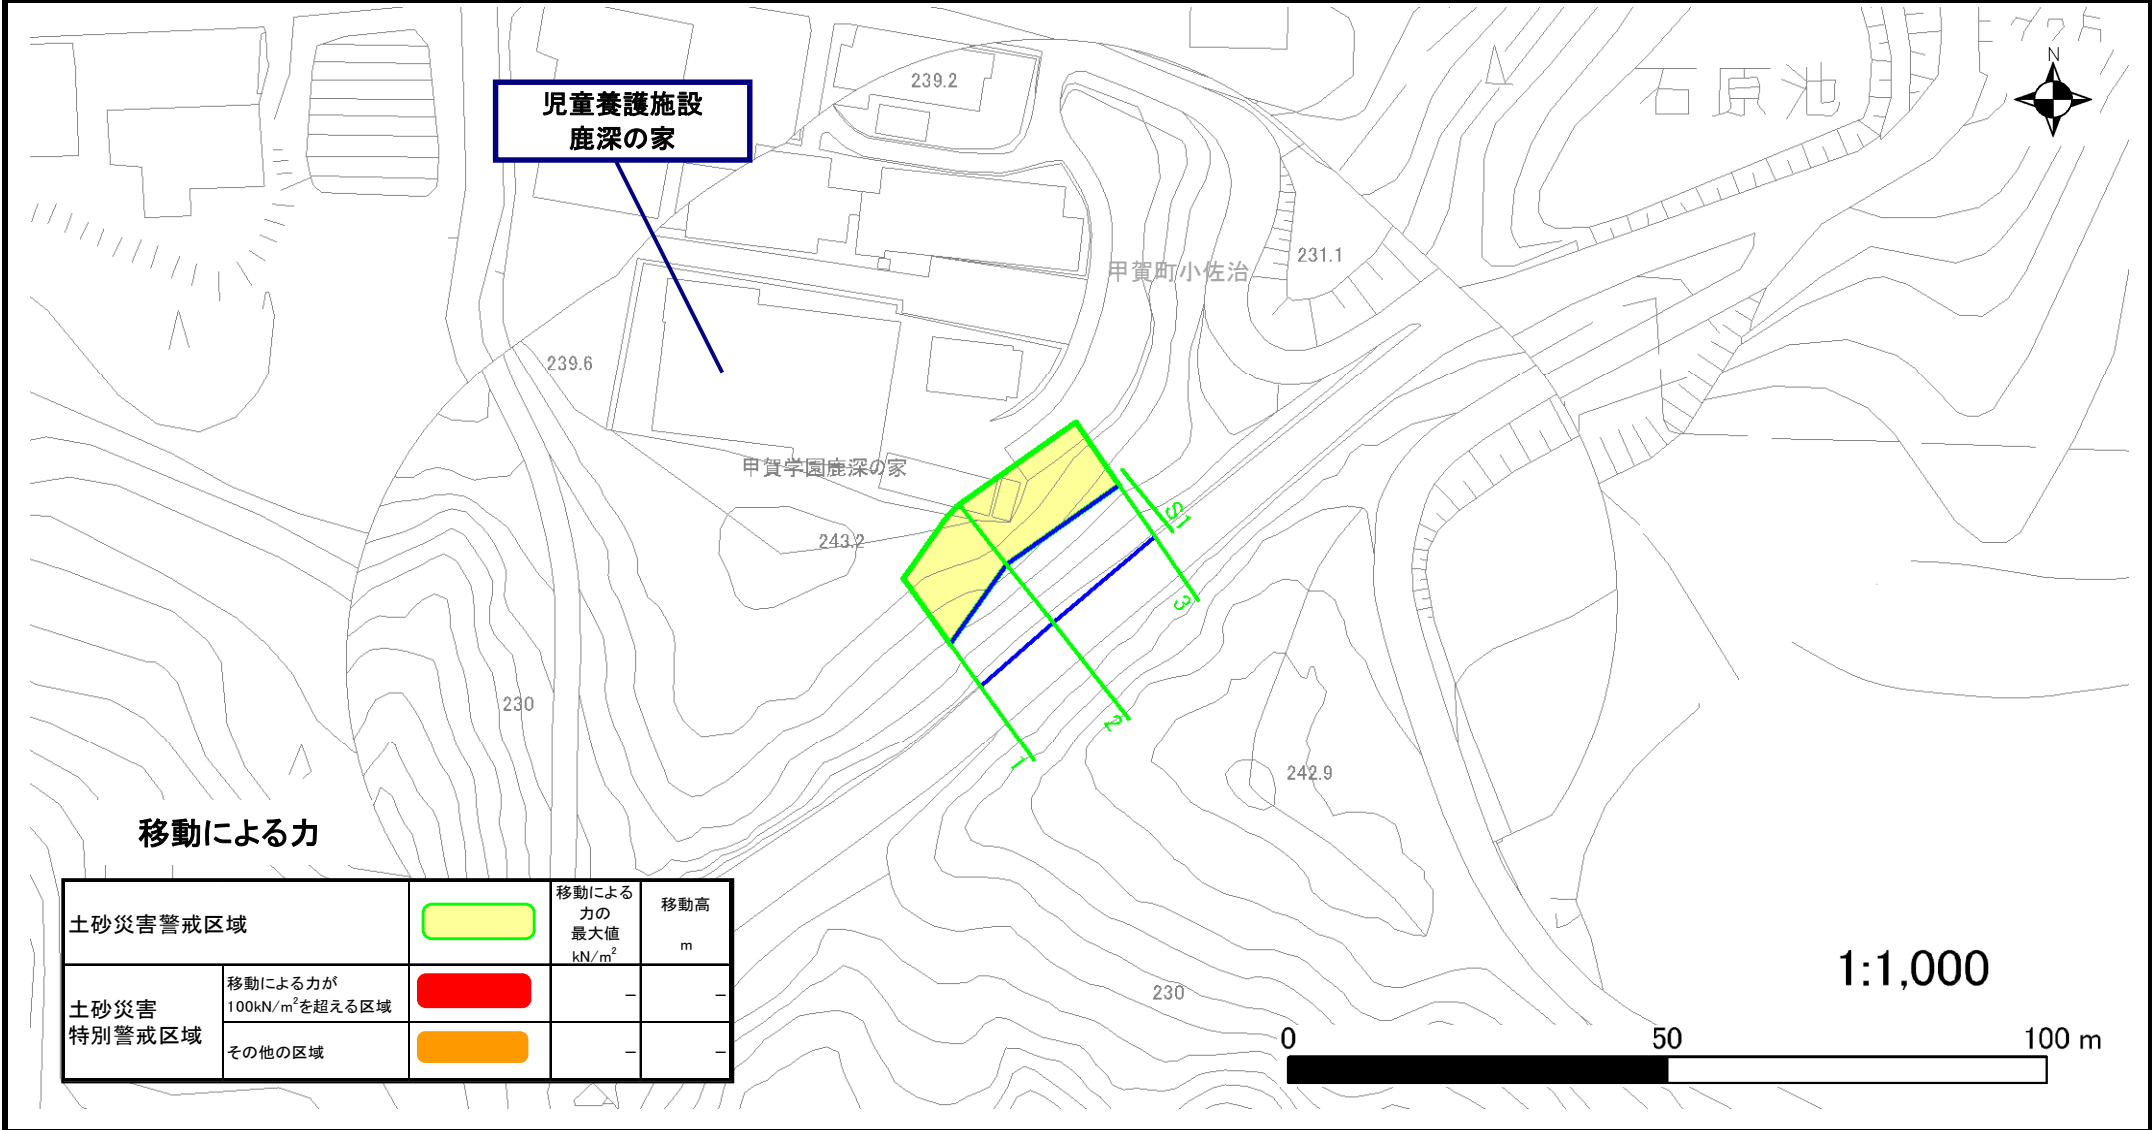 児童養護施設
鹿深の家
239.2
石原池
N
甲賀町小佐治
231.1
239.6
甲賀学園鹿深の家
243.2
S1
3
2
1
230
242.9
230
移動による力
土砂災害警戒区域
移動による
力の
最大値
kN/m²
移動高
m
土砂災害
特別警戒区域
移動による力が
100kN/m²を超える区域
–
–
その他の区域
–
–
1:1,000
0 50 100 m